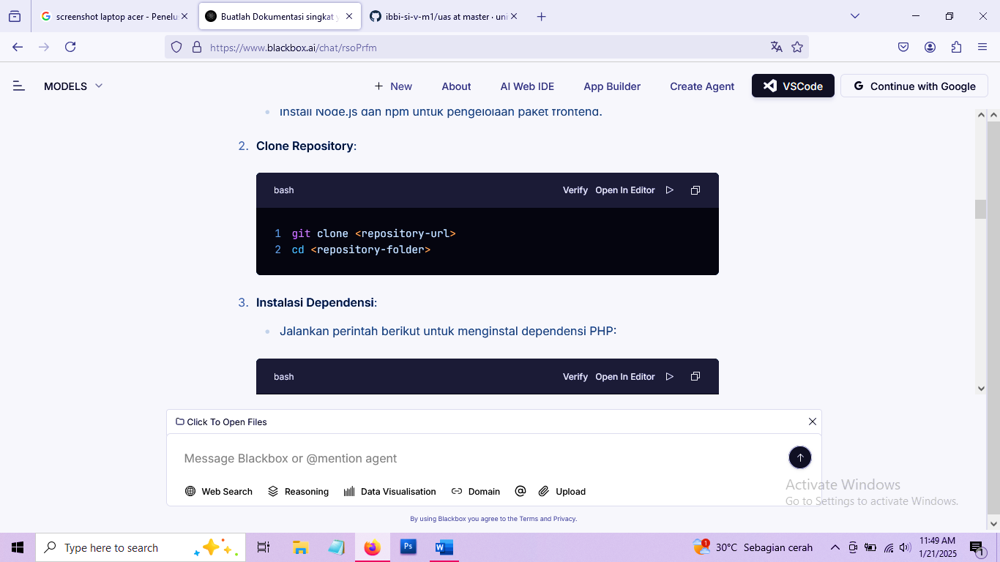 screenshot laptop acer - Penelu
Buatlah Dokumentasi singkat y
ibbi-si-v-m1/uas at master · uni
https://www.blackbox.ai/chat/rsoPrfm
MODELS
New
About
AI Web IDE
App Builder
Create Agent
VSCode
Continue with Google
Install Node.js dan npm untuk pengelolaan paket frontend.
2. Clone Repository:
bash
Verify Open In Editor
1 git clone <repository-url>
2 cd <repository-folder>
3. Instalasi Dependensi:
Jalankan perintah berikut untuk menginstal dependensi PHP:
bash
Verify Open In Editor
Click To Open Files
Message Blackbox or @mention agent
Web Search
Reasoning
Data Visualisation
Domain
@
Upload
Activate Windows
Go to Settings to activate Windows.
By using Blackbox you agree to the Terms and Privacy.
Type here to search
Ps
W
1
30°C Sebagian cerah
11:49 AM
1/21/2025
1